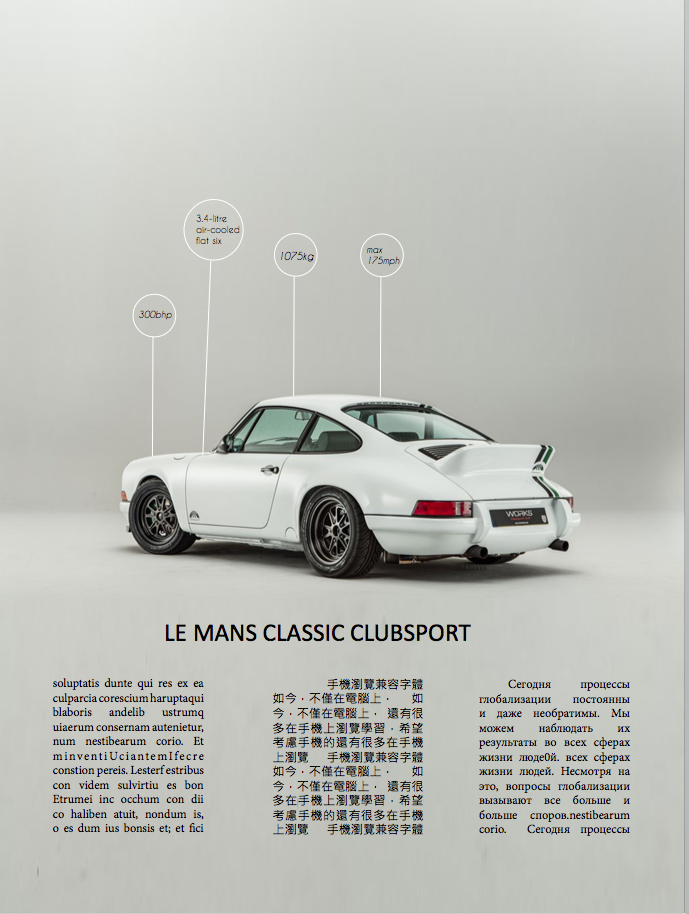 3.4-litre
air-cooled
flat six
1075kg
max
175mph
300bhp
WORKS
LE MANS CLASSIC CLUBSPORT
soluptatis dunte qui res ex ea
culparcia corescium haruptaqui
blaboris andelib ustrumq
uiaerum consernam autenietur,
num nestibearum corio. Et
minventiUciantemIfecre
constion pereis. Lesterf estribus
con videm sulvirtiu es bon
Etrumei inc occhum con dii
co haliben atuit, nondum is,
o es dum ius bonsis et; et fici
手機瀏覽兼容字體
如今，不僅在電腦上， 如
今，不僅在電腦上， 還有很
多在手機上瀏覽學習，希望
考慮手機的還有很多在手機
上瀏覽 手機瀏覽兼容字體
如今，不僅在電腦上， 如
今，不僅在電腦上， 還有很
多在手機上瀏覽學習，希望
考慮手機的還有很多在手機
上瀏覽 手機瀏覽兼容字體
Сегодня процессы
глобализации постоянны
и даже необратимы. Мы
можем наблюдать их
результаты во всех сферах
жизни людей. всех сферах
жизни людей. Несмотря на
это, вопросы глобализации
вызывают все больше и
больше споров.nestibearum
corio. Сегодня процессы